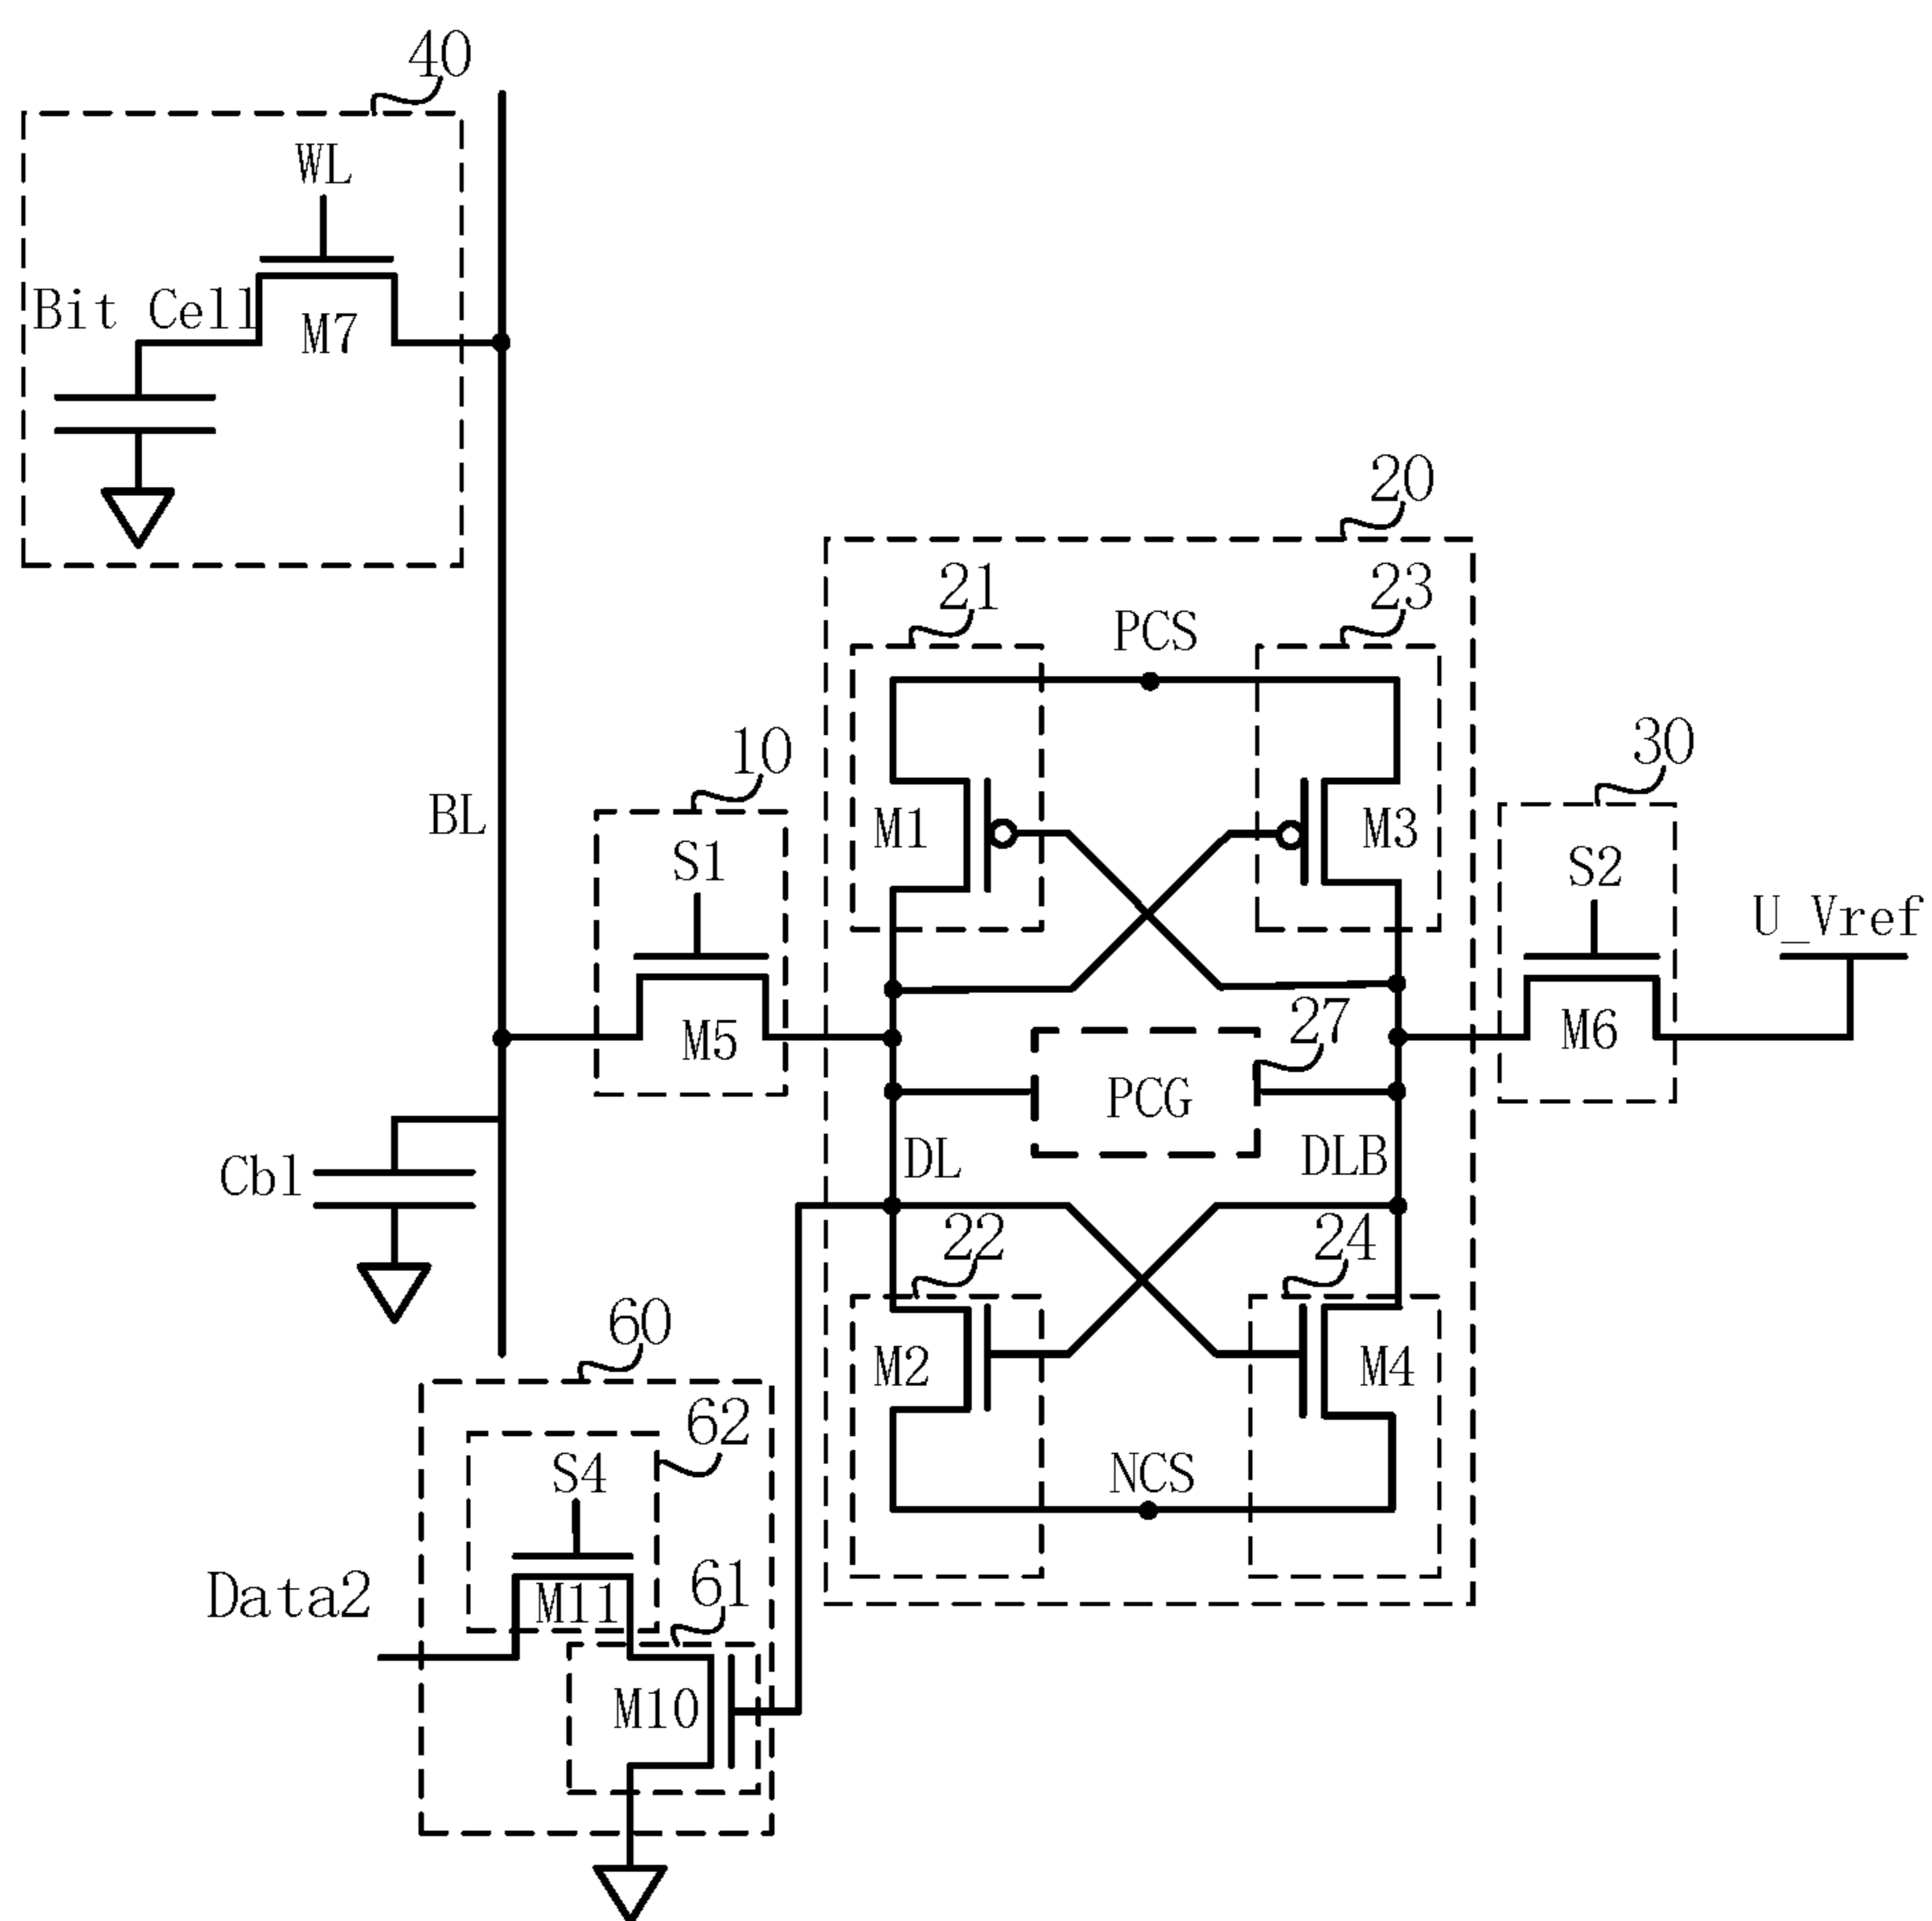 40
WL
Bit Cell
M7
20
21
23
PCS
10
30
BL
M1
M3
S1
S2
U_Vref
M5
27
M6
PCG
DL
DLB
Cbl
22
24
60
M2
M4
62
S4
NCS
61
Data2
M11
M10